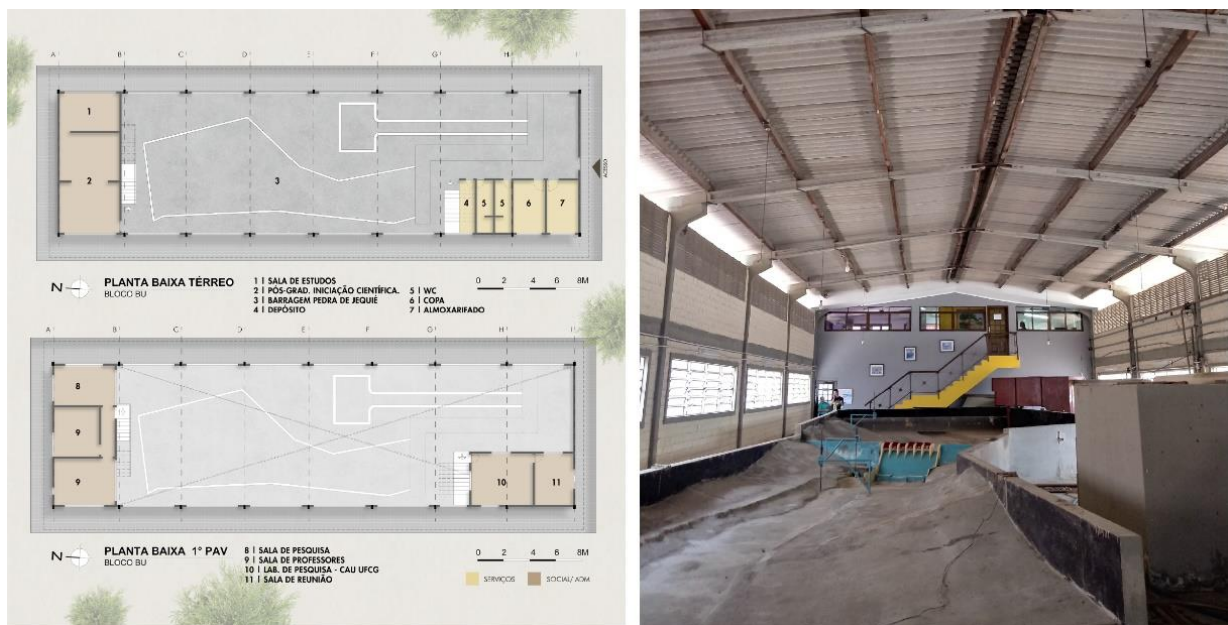 A B C D E F G H I
1
2
3
4 5 5 6 7
ACESSO
N
PLANTA BAIXA TÉRREO
BLOCO BU
1 | SALA DE ESTUDOS
2 | PÓS-GRAD. INICIAÇÃO CIENTÍFICA.
3 | BARRAGEM PEDRA DE JEQUIÉ
4 | DEPÓSITO
5 | WC
6 | COPA
7 | ALMOXARIFADO
0 2 4 6 8M
A B C D E F G H I
8
9
9
10 11
N
PLANTA BAIXA 1° PAV
BLOCO BU
8 | SALA DE PESQUISA
9 | SALA DE PROFESSORES
10 | LAB. DE PESQUISA - CAU UFCG
11 | SALA DE REUNIÃO
0 2 4 6 8M
SERVIÇOS
SOCIAL/ ADM